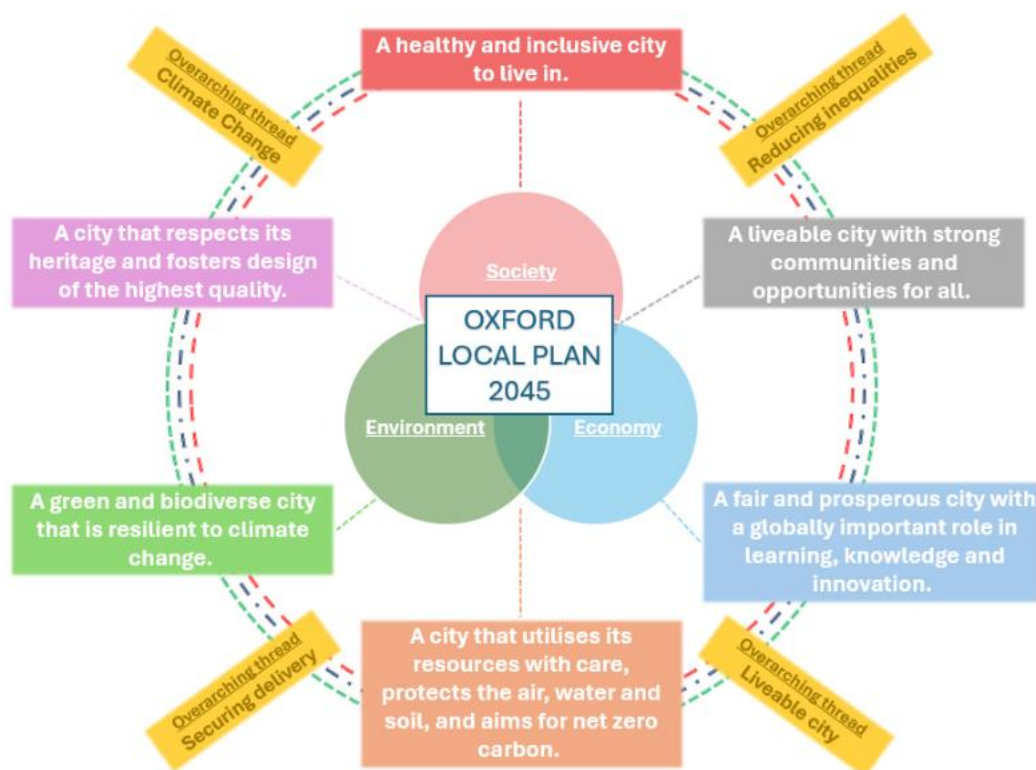 A healthy and inclusive city
to live in.
Overarching thread
Climate Change
Overarching thread
Reducing inequalities
A city that respects its
heritage and fosters design
of the highest quality.
A liveable city with strong
communities and
opportunities for all.
Society
OXFORD
LOCAL PLAN
2045
Environment
Economy
A green and biodiverse city
that is resilient to climate
change.
A fair and prosperous city with
a globally important role in
learning, knowledge and
innovation.
Overarching thread
Securing delivery
A city that utilises its
resources with care,
protects the air, water and
soil, and aims for net zero
carbon.
Overarching thread
Liveable city